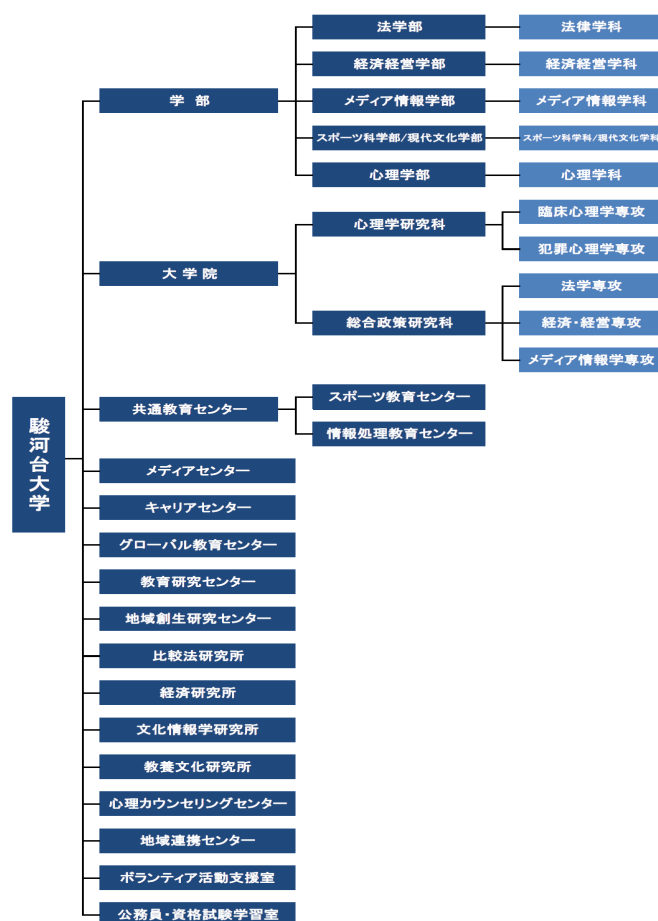 駿河台大学
学部
法学部
法律学科
経済経営学部
経済経営学科
メディア情報学部
メディア情報学科
スポーツ科学部/現代文化学部
スポーツ科学科/現代文化学科
心理学部
心理学科
大学院
心理学研究科
臨床心理学専攻
犯罪心理学専攻
総合政策研究科
法学専攻
経済・経営専攻
メディア情報学専攻
共通教育センター
スポーツ教育センター
情報処理教育センター
メディアセンター
キャリアセンター
グローバル教育センター
教育研究センター
地域創生研究センター
比較法研究所
経済研究所
文化情報学研究所
教養文化研究所
心理カウンセリングセンター
地域連携センター
ボランティア活動支援室
公務員・資格試験学習室